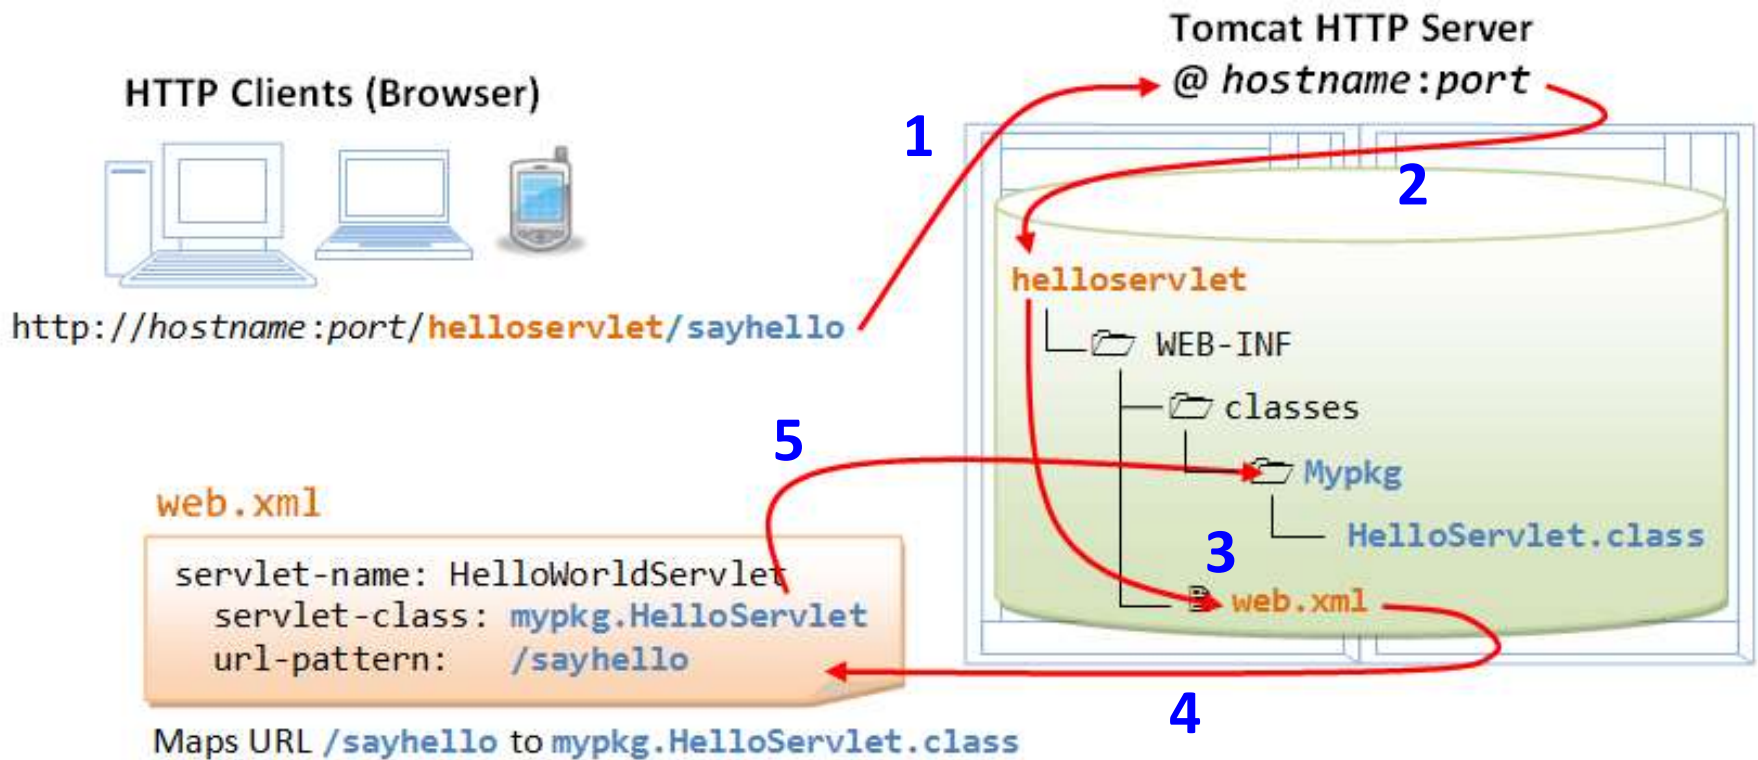 Tomcat HTTP Server
@ hostname:port
HTTP Clients (Browser)
1
2
http://hostname:port/helloservlet/sayhello
helloservlet
WEB-INF
classes
Mypkg
HelloServlet.class
3
web.xml
4
5
web.xml
servlet-name: HelloWorldServlet
servlet-class: mypkg.HelloServlet
url-pattern: /sayhello
Maps URL /sayhello to mypkg.HelloServlet.class